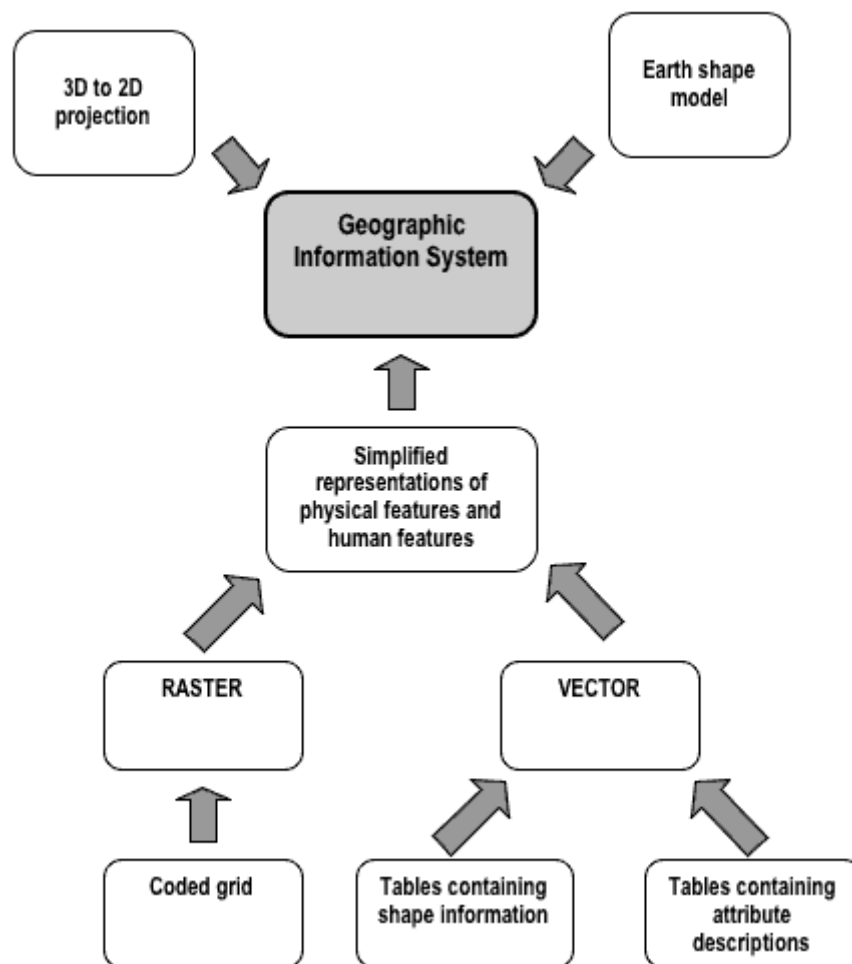 3D to 2D
projection
Earth shape
model
Geographic
Information System
Simplified
representations of
physical features and
human features
RASTER
VECTOR
Coded grid
Tables containing
shape information
Tables containing
attribute
descriptions